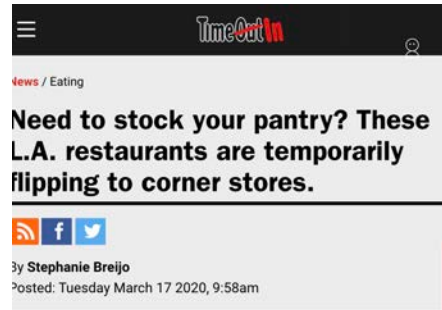 TimeOut In
News / Eating
Need to stock your pantry? These
L.A. restaurants are temporarily
flipping to corner stores.
By Stephanie Breijo
Posted: Tuesday March 17 2020, 9:58am